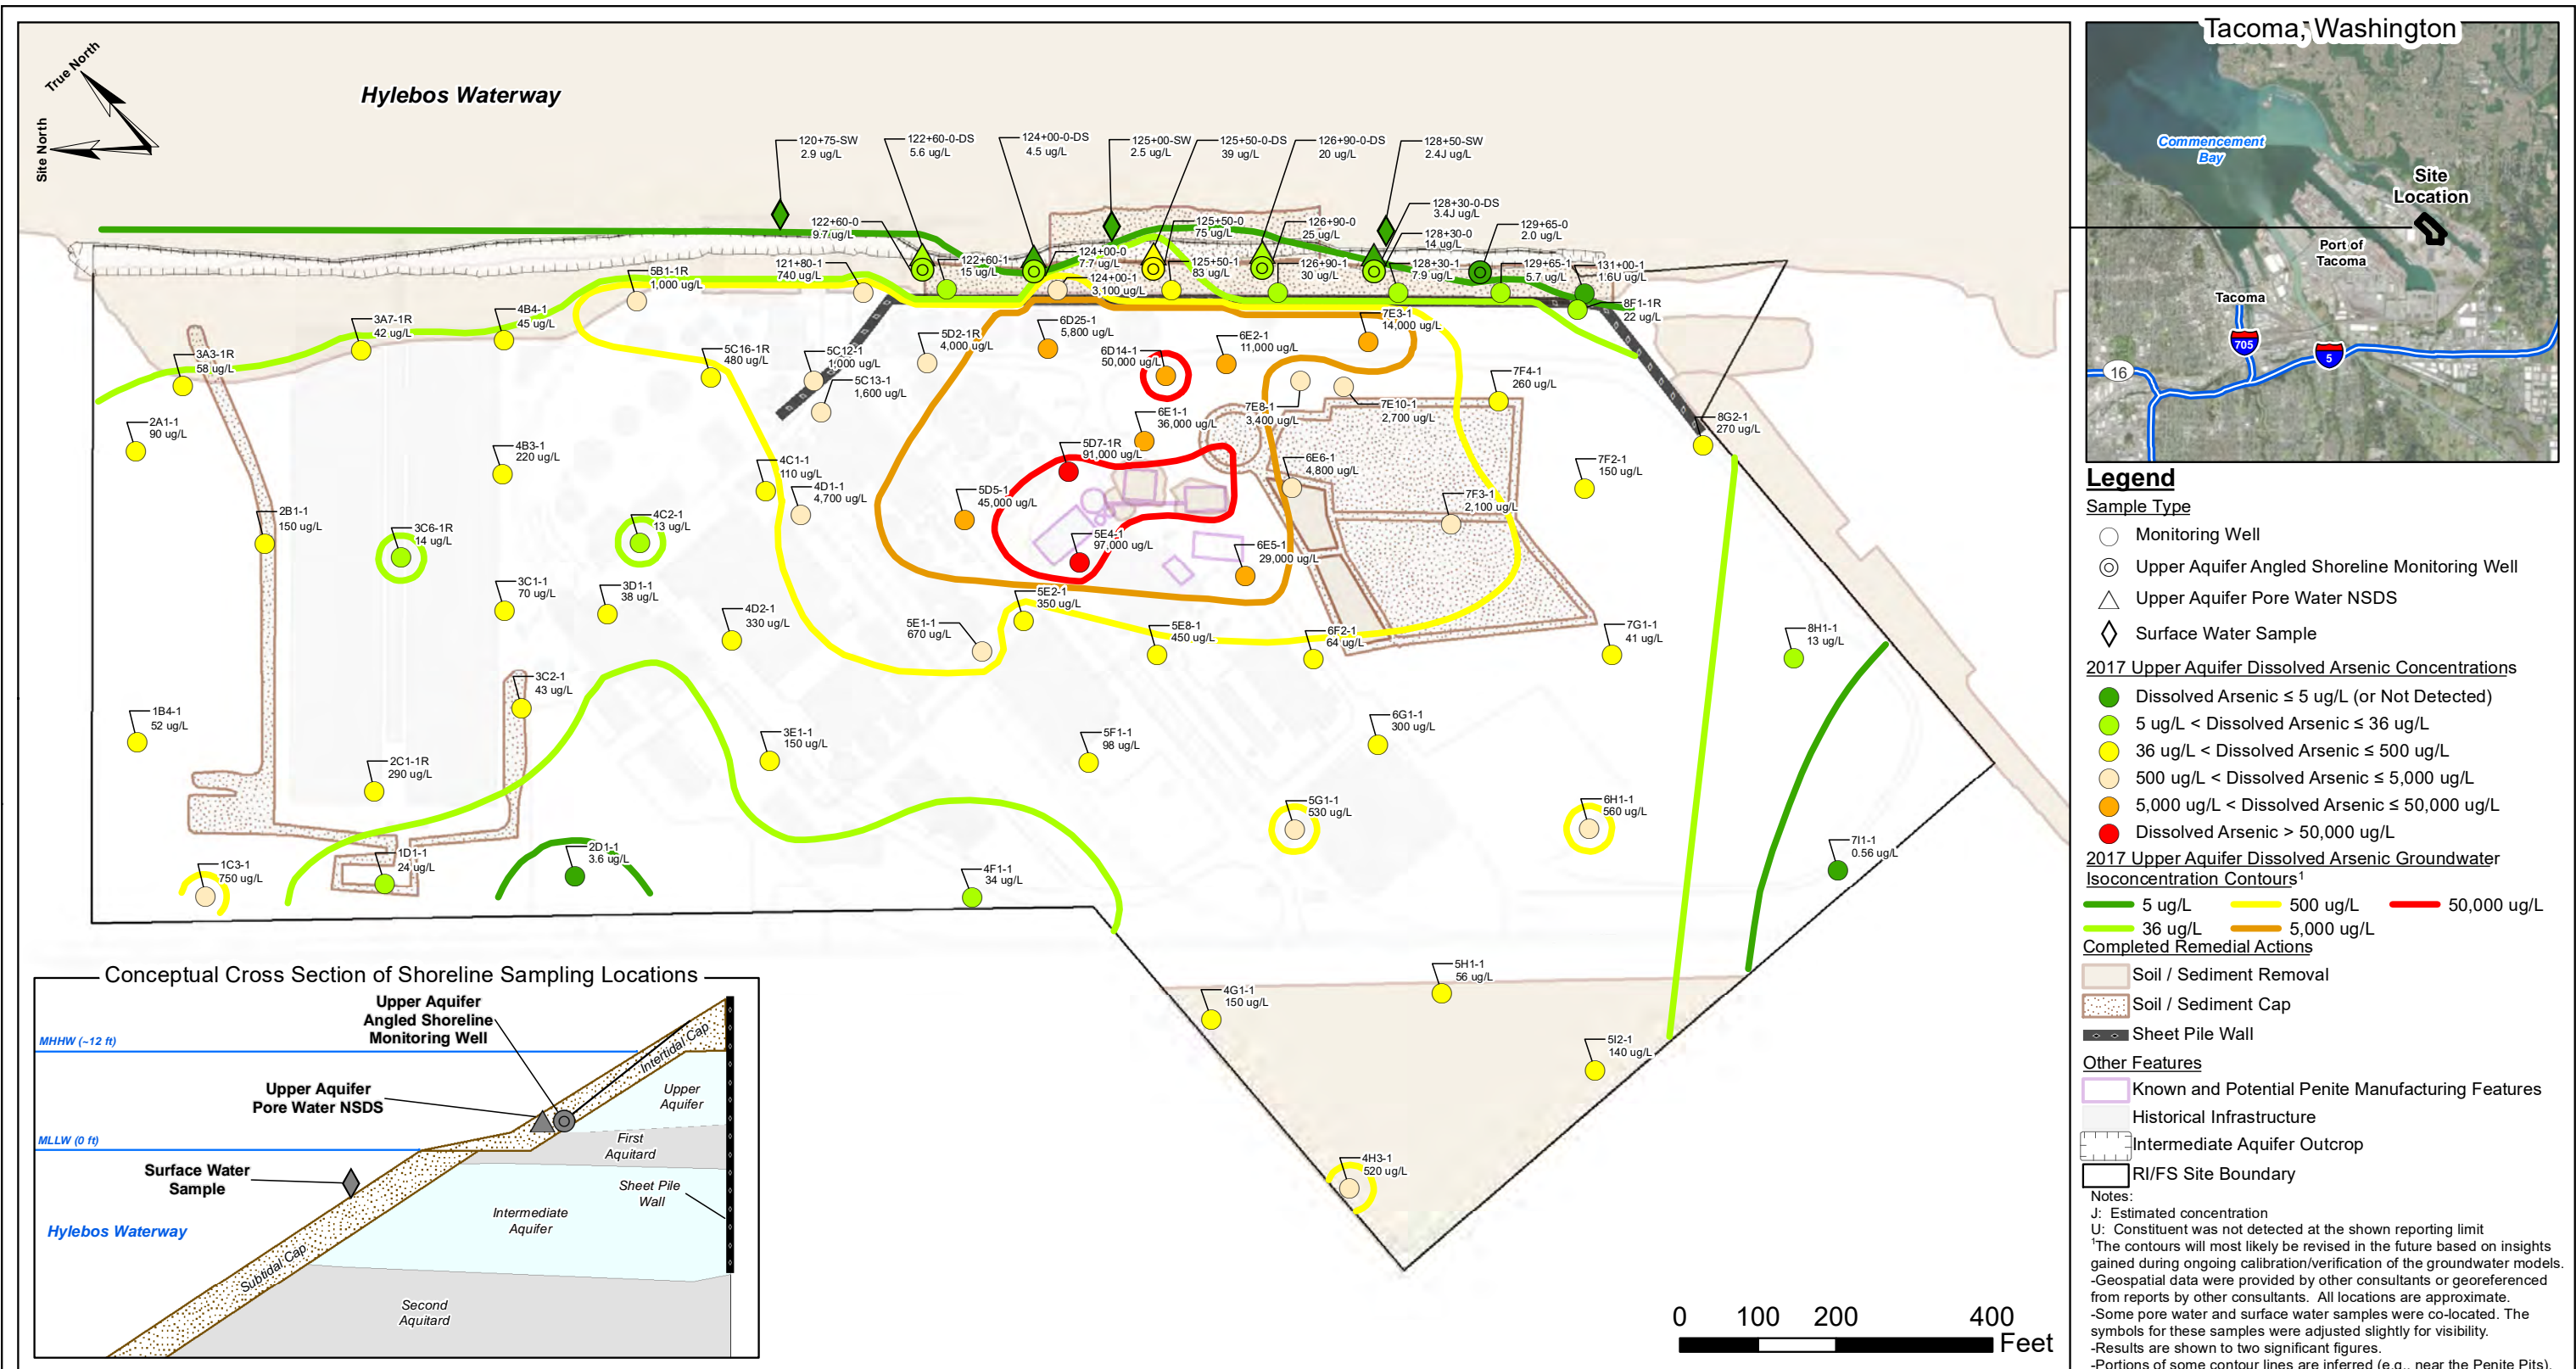 True North
Site North
Hylebos Waterway
120+75-SW
2.9 ug/L
122+60-0-DS
5.6 ug/L
124+00-0-DS
4.5 ug/L
125+00-SW
2.5 ug/L
125+50-0-DS
39 ug/L
126+90-0-DS
20 ug/L
128+50-SW
2.4J ug/L
122+60-0
9.7 ug/L
125+50-0
75 ug/L
126+90-0
25 ug/L
128+30-0-DS
3.4J ug/L
128+30-0
14 ug/L
129+65-0
2.0 ug/L
121+80-1
740 ug/L
122+60-1
15 ug/L
124+00-0
7.7 ug/L
124+00-1
3,100 ug/L
125+50-1
83 ug/L
126+90-1
30 ug/L
128+30-1
7.9 ug/L
129+65-1
5.7 ug/L
131+00-1
1.6U ug/L
8F1-1R
22 ug/L
5B1-1R
1,000 ug/L
4B4-1
45 ug/L
3A7-1R
42 ug/L
3A3-1R
58 ug/L
5C16-1R
480 ug/L
5C12-1
1,000 ug/L
5C13-1
1,600 ug/L
5D2-1R
4,000 ug/L
6D25-1
5,800 ug/L
6D14-1
50,000 ug/L
6E2-1
11,000 ug/L
7E3-1
14,000 ug/L
7F4-1
260 ug/L
7E8-1
3,400 ug/L
7E10-1
2,700 ug/L
6E1-1
36,000 ug/L
8G2-1
270 ug/L
2A1-1
90 ug/L
4B3-1
220 ug/L
4C1-1
110 ug/L
4D1-1
4,700 ug/L
5D7-1R
91,000 ug/L
5D5-1
45,000 ug/L
6E6-1
4,800 ug/L
7F2-1
150 ug/L
7F3-1
2,100 ug/L
2B1-1
150 ug/L
3C6-1R
14 ug/L
4C2-1
13 ug/L
5E4-1
97,000 ug/L
6E5-1
29,000 ug/L
3C1-1
70 ug/L
3D1-1
38 ug/L
4D2-1
330 ug/L
5E1-1
670 ug/L
5E2-1
350 ug/L
5E8-1
450 ug/L
6F2-1
64 ug/L
7G1-1
41 ug/L
8H1-1
13 ug/L
3C2-1
43 ug/L
1B4-1
52 ug/L
2C1-1R
290 ug/L
3E1-1
150 ug/L
5F1-1
98 ug/L
6G1-1
300 ug/L
5G1-1
530 ug/L
6H1-1
560 ug/L
7I1-1
0.56 ug/L
1C3-1
750 ug/L
1D1-1
24 ug/L
2D1-1
3.6 ug/L
4F1-1
34 ug/L
4G1-1
150 ug/L
5H1-1
56 ug/L
5I2-1
140 ug/L
4H3-1
520 ug/L
Conceptual Cross Section of Shoreline Sampling Locations
Upper Aquifer
Angled Shoreline
Monitoring Well
MHHW (~12 ft)
Intertidal Cap
Upper Aquifer
Pore Water NSDS
Upper
Aquifer
MLLW (0 ft)
First
Aquitard
Surface Water
Sample
Sheet Pile
Wall
Intermediate
Aquifer
Hylebos Waterway
Subtidal Cap
Second
Aquitard
0 100 200 400
Feet
Tacoma, Washington
Commencement
Bay
Site
Location
Port of
Tacoma
Tacoma
705
5
16
Legend
Sample Type
Monitoring Well
Upper Aquifer Angled Shoreline Monitoring Well
Upper Aquifer Pore Water NSDS
Surface Water Sample
2017 Upper Aquifer Dissolved Arsenic Concentrations
Dissolved Arsenic ≤ 5 ug/L (or Not Detected)
5 ug/L < Dissolved Arsenic ≤ 36 ug/L
36 ug/L < Dissolved Arsenic ≤ 500 ug/L
500 ug/L < Dissolved Arsenic ≤ 5,000 ug/L
5,000 ug/L < Dissolved Arsenic ≤ 50,000 ug/L
Dissolved Arsenic > 50,000 ug/L
2017 Upper Aquifer Dissolved Arsenic Groundwater
Isoconcentration Contours1
5 ug/L 500 ug/L 50,000 ug/L
36 ug/L 5,000 ug/L
Completed Remedial Actions
Soil / Sediment Removal
Soil / Sediment Cap
Sheet Pile Wall
Other Features
Known and Potential Penite Manufacturing Features
Historical Infrastructure
Intermediate Aquifer Outcrop
RI/FS Site Boundary
Notes:
J: Estimated concentration
U: Constituent was not detected at the shown reporting limit
1The contours will most likely be revised in the future based on insights
gained during ongoing calibration/verification of the groundwater models.
-Geospatial data were provided by other consultants or georeferenced
from reports by other consultants. All locations are approximate.
-Some pore water and surface water samples were co-located. The
symbols for these samples were adjusted slightly for visibility.
-Results are shown to two significant figures.
-Portions of some contour lines are inferred (e.g., near the Penite Pits).